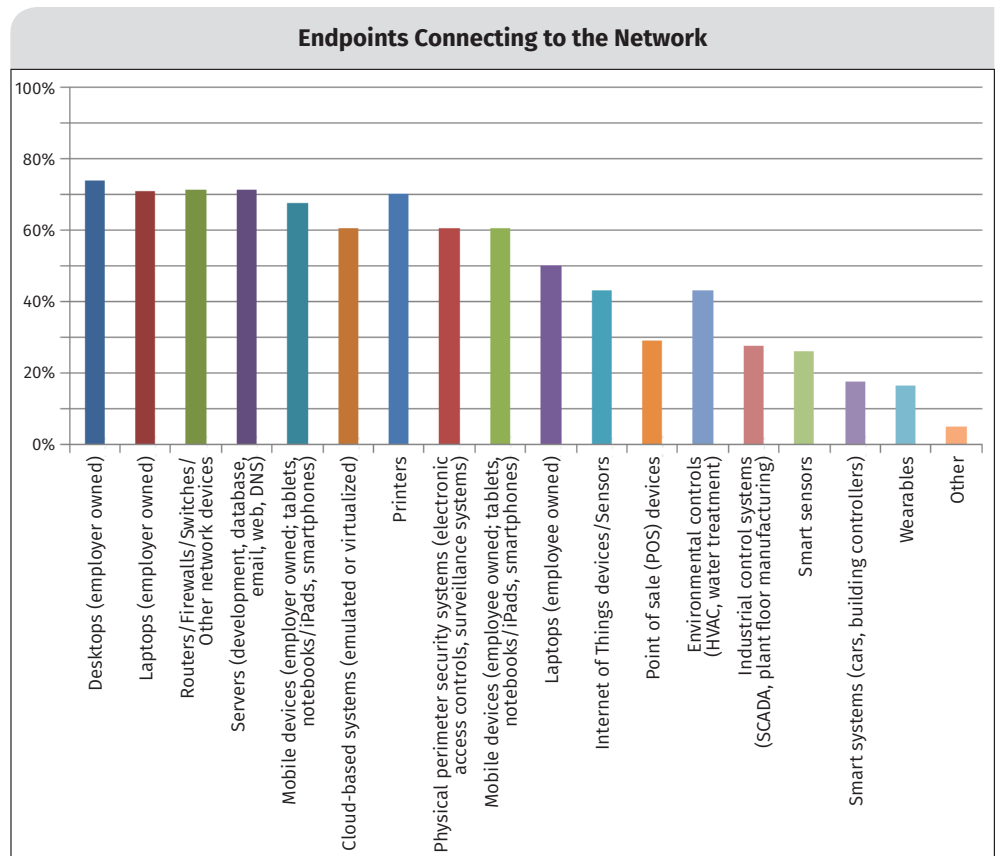 Endpoints Connecting to the Network
100%
80%
60%
40%
20%
0%
Desktops (employer owned)
Laptops (employer owned)
Routers/Firewalls/Switches/
Other network devices
Servers (development, database,
email, web, DNS)
Mobile devices (employer owned; tablets,
notebooks/iPads, smartphones)
Cloud-based systems (emulated or virtualized)
Printers
Physical perimeter security systems (electronic
access controls, surveillance systems)
Mobile devices (employee owned; tablets,
notebooks/iPads, smartphones)
Laptops (employee owned)
Internet of Things devices/Sensors
Point of sale (POS) devices
Environmental controls
(HVAC, water treatment)
Industrial control systems
(SCADA, plant floor manufacturing)
Smart sensors
Smart systems (cars, building controllers)
Wearables
Other